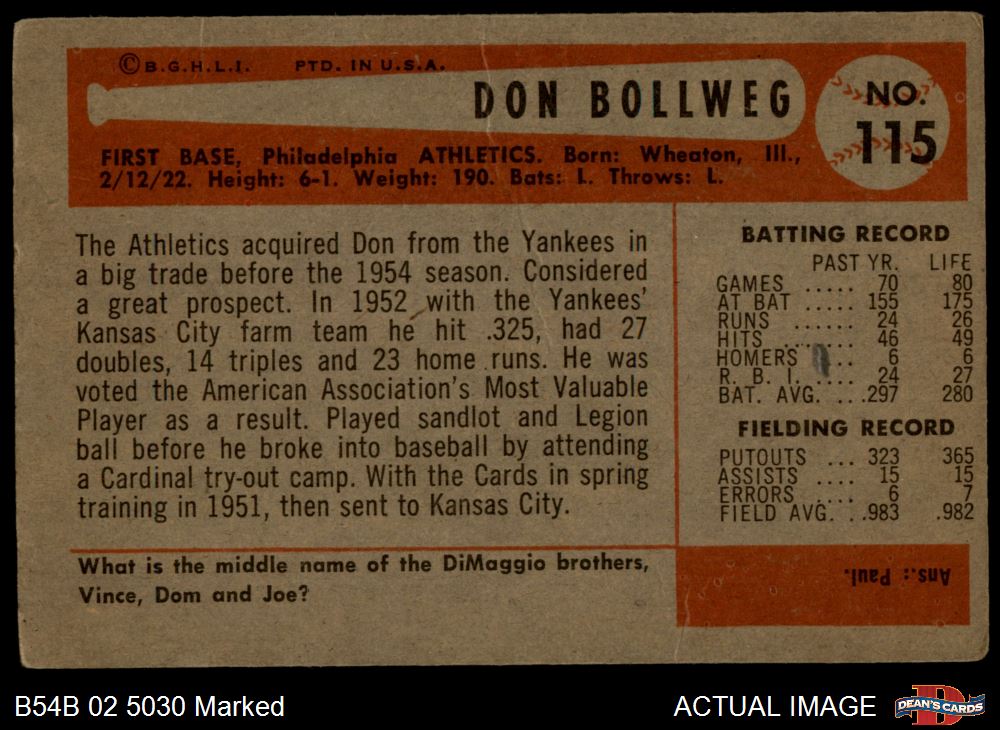 ©B.G.H.L.I. PTD. IN U.S.A.
DON BOLLWEG
NO.
115
FIRST BASE, Philadelphia ATHLETICS. Born: Wheaton, Ill.,
2/12/22. Height: 6-1. Weight: 190. Bats: L. Throws: L.
The Athletics acquired Don from the Yankees in
a big trade before the 1954 season. Considered
a great prospect. In 1952 with the Yankees'
Kansas City farm team he hit .325, had 27
doubles, 14 triples and 23 home runs. He was
voted the American Association's Most Valuable
Player as a result. Played sandlot and Legion
ball before he broke into baseball by attending
a Cardinal try-out camp. With the Cards in spring
training in 1951, then sent to Kansas City.
What is the middle name of the DiMaggio brothers,
Vince, Dom and Joe?
BATTING RECORD
PAST YR. LIFE
GAMES ..... 70 80
AT BAT ..... 155 175
RUNS ...... 24 26
HITS ........ 46 49
HOMERS ... 6 6
R. B. I. .... 24 27
BAT. AVG. ...297 280
FIELDING RECORD
PUTOUTS ... 323 365
ASSISTS .... 15 15
ERRORS .... 6 7
FIELD AVG. ..983 .982
Ans.: Paul.
B54B 02 5030 Marked
ACTUAL IMAGE
D
DEAN'S CARDS